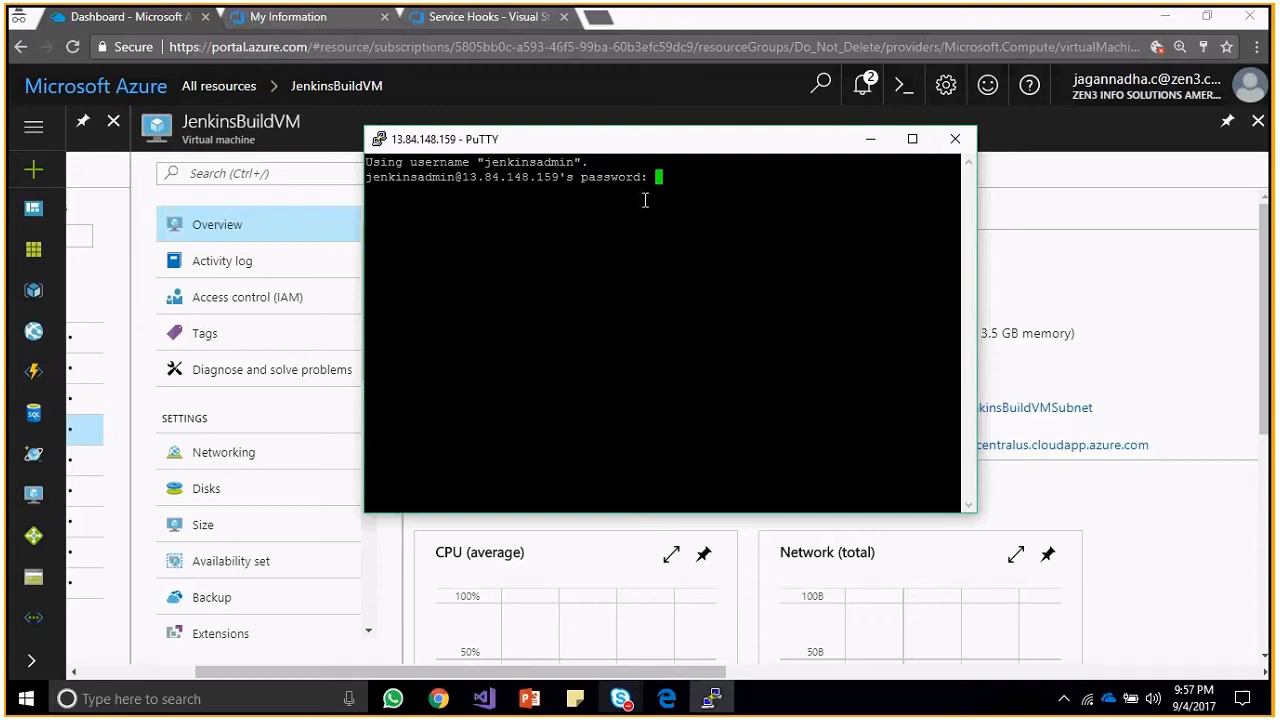 Dashboard - Microsoft A
My Information
Service Hooks - Visual St
Secure
https://portal.azure.com/#resource/subscriptions/5805bb0c-a593-46f5-99ba-60b3efc59dc9/resourceGroups/Do_Not_Delete/providers/Microsoft.Compute/virtualMachi...
Microsoft Azure
All resources
JenkinsBuildVM
2
jagannadha.c@zen3.c...
ZEN3 INFO SOLUTIONS AMER...
JenkinsBuildVM
Virtual machine
Search (Ctrl+/)
Overview
Activity log
Access control (IAM)
Tags
Diagnose and solve problems
SETTINGS
Networking
Disks
Size
Availability set
Backup
Extensions
13.84.148.159 - PuTTY
Using username "jenkinsadmin".
jenkinsadmin@13.84.148.159's password:
3.5 GB memory)
kinsBuildVMSubnet
centralus.cloudapp.azure.com
CPU (average)
100%
50%
Network (total)
100B
50B
SQL
Type here to search
9:57 PM
9/4/2017